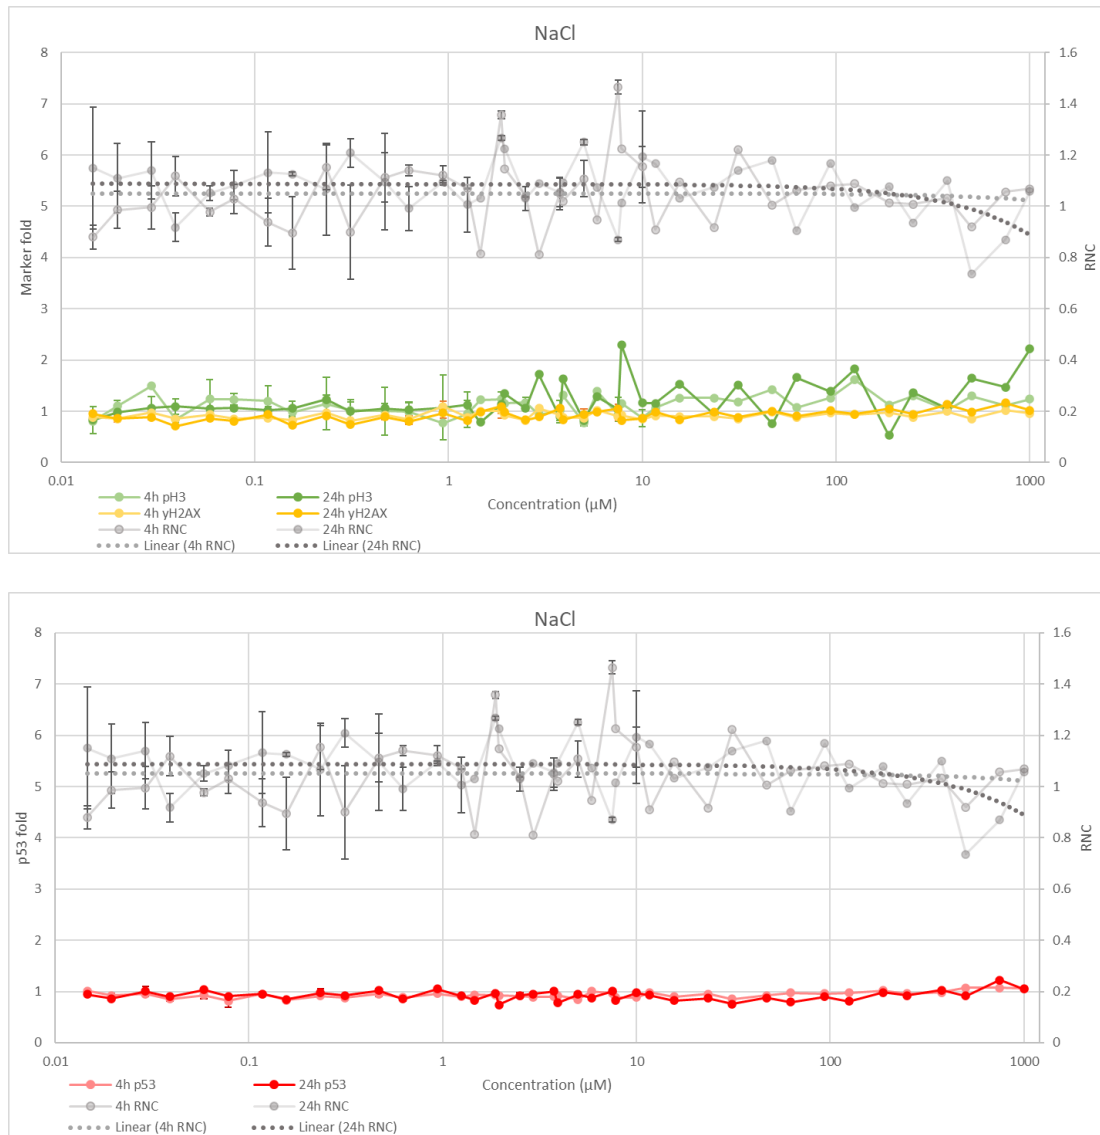 NaCl
8
7
6
5
4
3
2
1
0
1.6
1.4
1.2
1
0.8
0.6
0.4
0.2
0
Marker fold
RNC
0.01
0.1
1
10
100
1000
Concentration (µM)
4h pH3
24h pH3
4h yH2AX
24h yH2AX
4h RNC
24h RNC
Linear (4h RNC)
Linear (24h RNC)
NaCl
8
7
6
5
4
3
2
1
0
1.6
1.4
1.2
1
0.8
0.6
0.4
0.2
0
p53 fold
RNC
0.01
0.1
1
10
100
1000
Concentration (µM)
4h p53
24h p53
4h RNC
24h RNC
Linear (4h RNC)
Linear (24h RNC)